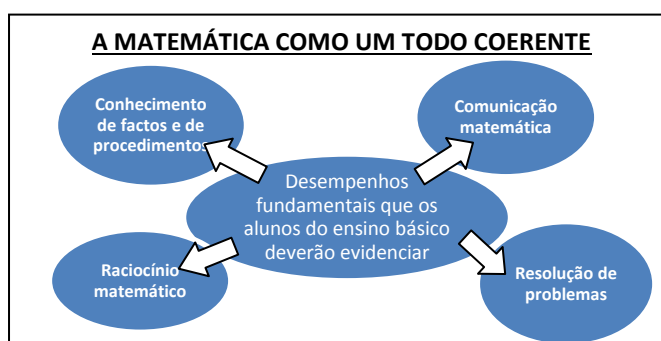 A MATEMÁTICA COMO UM TODO COERENTE
Conhecimento
de factos e de
procedimentos
Comunicação
matemática
Desempenhos
fundamentais que os
alunos do ensino básico
deverão evidenciar
Raciocínio
matemático
Resolução de
problemas